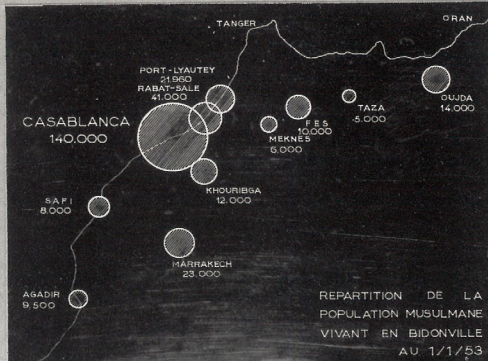 TANGER
ORAN
PORT-LYAUTEY
21.960
RABAT-SALE
41.000
CASABLANCA
140.000
OUJDA
14.000
TAZA
-5.000
FES
10.000
MEKNES
6.000
KHOURIBGA
12.000
SAFI
8.000
MARRAKECH
23.000
AGADIR
9.500
REPARTITION DE LA
POPULATION MUSULMANE
VIVANT EN BIDONVILLE
AU 1/1/53